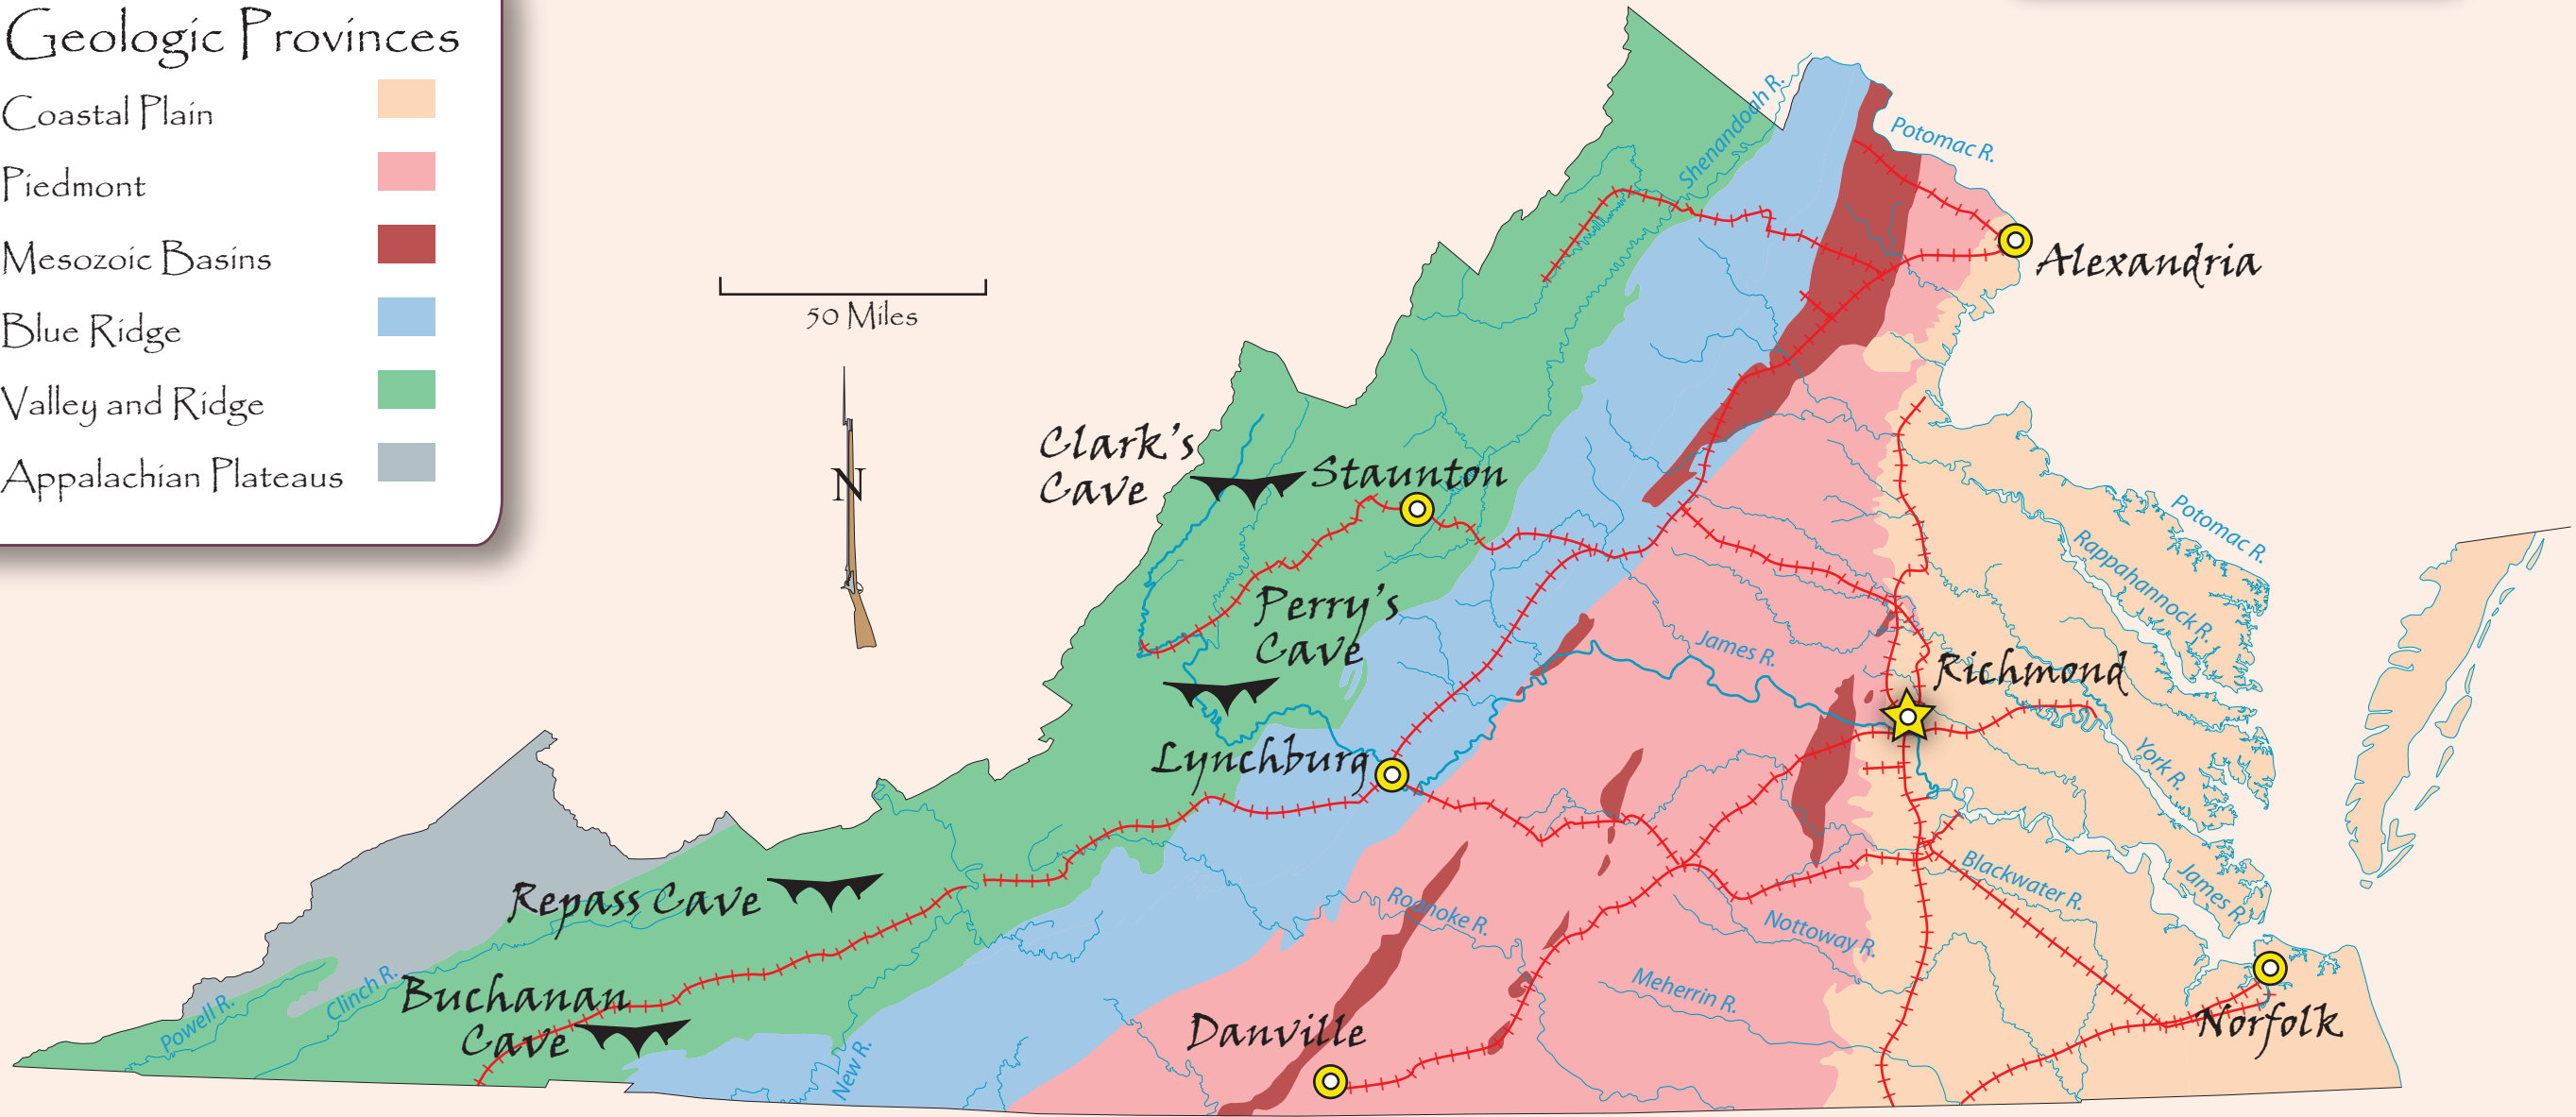 Geologic Provinces
Coastal Plain
Piedmont
Mesozoic Basins
Blue Ridge
Valley and Ridge
Appalachian Plateaus
50 Miles
N
Shenandoah R.
Potomac R.
Alexandria
Clark's
Cave
Staunton
Potomac R.
Rappahannock R.
Perry's
Cave
James R.
Richmond
Lynchburg
York R.
Repass Cave
Roanoke R.
Blackwater R.
James R.
Nottoway R.
Powell R.
Clinch R.
Buchanan
Cave
Meherrin R.
Danville
Norfolk
New R.